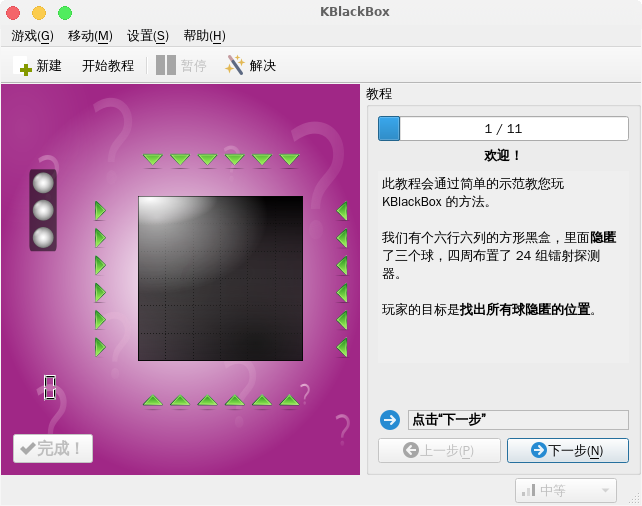 KBlackBox
游戏(G) 移动(M) 设置(S) 帮助(H)
新建 开始教程 暂停 解决
教程
1 / 11
欢迎！
此教程会通过简单的示范教您玩
KBlackBox 的方法。
我们有个六行六列的方形黑盒，里面隐匿
了三个球，四周布置了 24 组镭射探测
器。
玩家的目标是找出所有球隐匿的位置。
点击“下一步”
上一步(P) 下一步(N)
完成！
中等